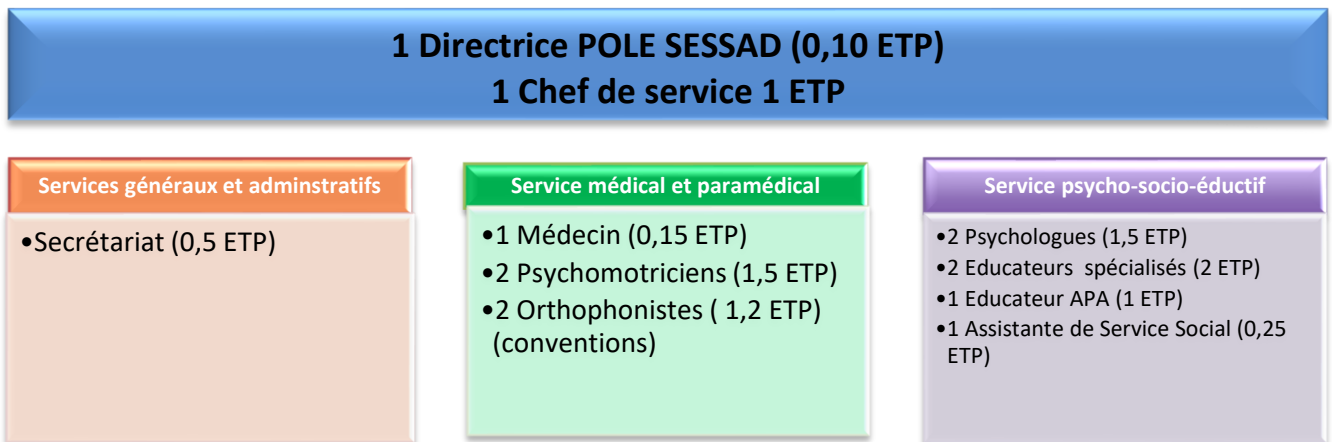 1 Directrice POLE SESSAD (0,10 ETP)
1 Chef de service 1 ETP
Services généraux et adminstratifs
•Secrétariat (0,5 ETP)
Service médical et paramédical
•1 Médecin (0,15 ETP)
•2 Psychomotriciens (1,5 ETP)
•2 Orthophonistes ( 1,2 ETP)
(conventions)
Service psycho-socio-éductif
•2 Psychologues (1,5 ETP)
•2 Educateurs spécialisés (2 ETP)
•1 Educateur APA (1 ETP)
•1 Assistante de Service Social (0,25
ETP)